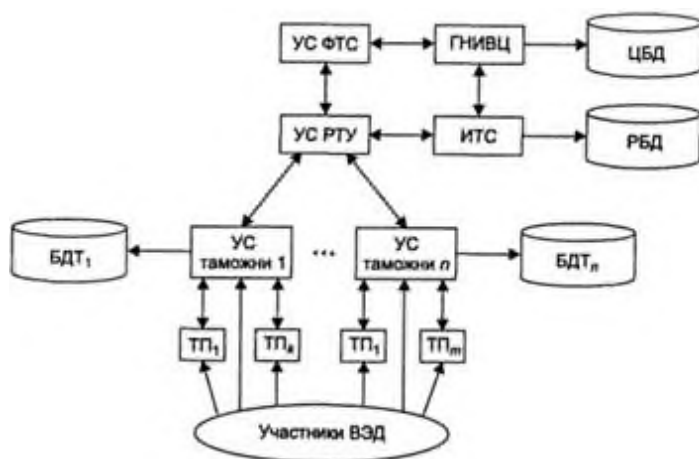 УС ФТС
ГНИВЦ
ЦБД
УС РТУ
ИТС
РБД
БДТ₁
УС
таможни 1
...
УС
таможни n
БДТₙ
ТП₁
ТПₖ
ТП₁
ТПₘ
Участники ВЭД